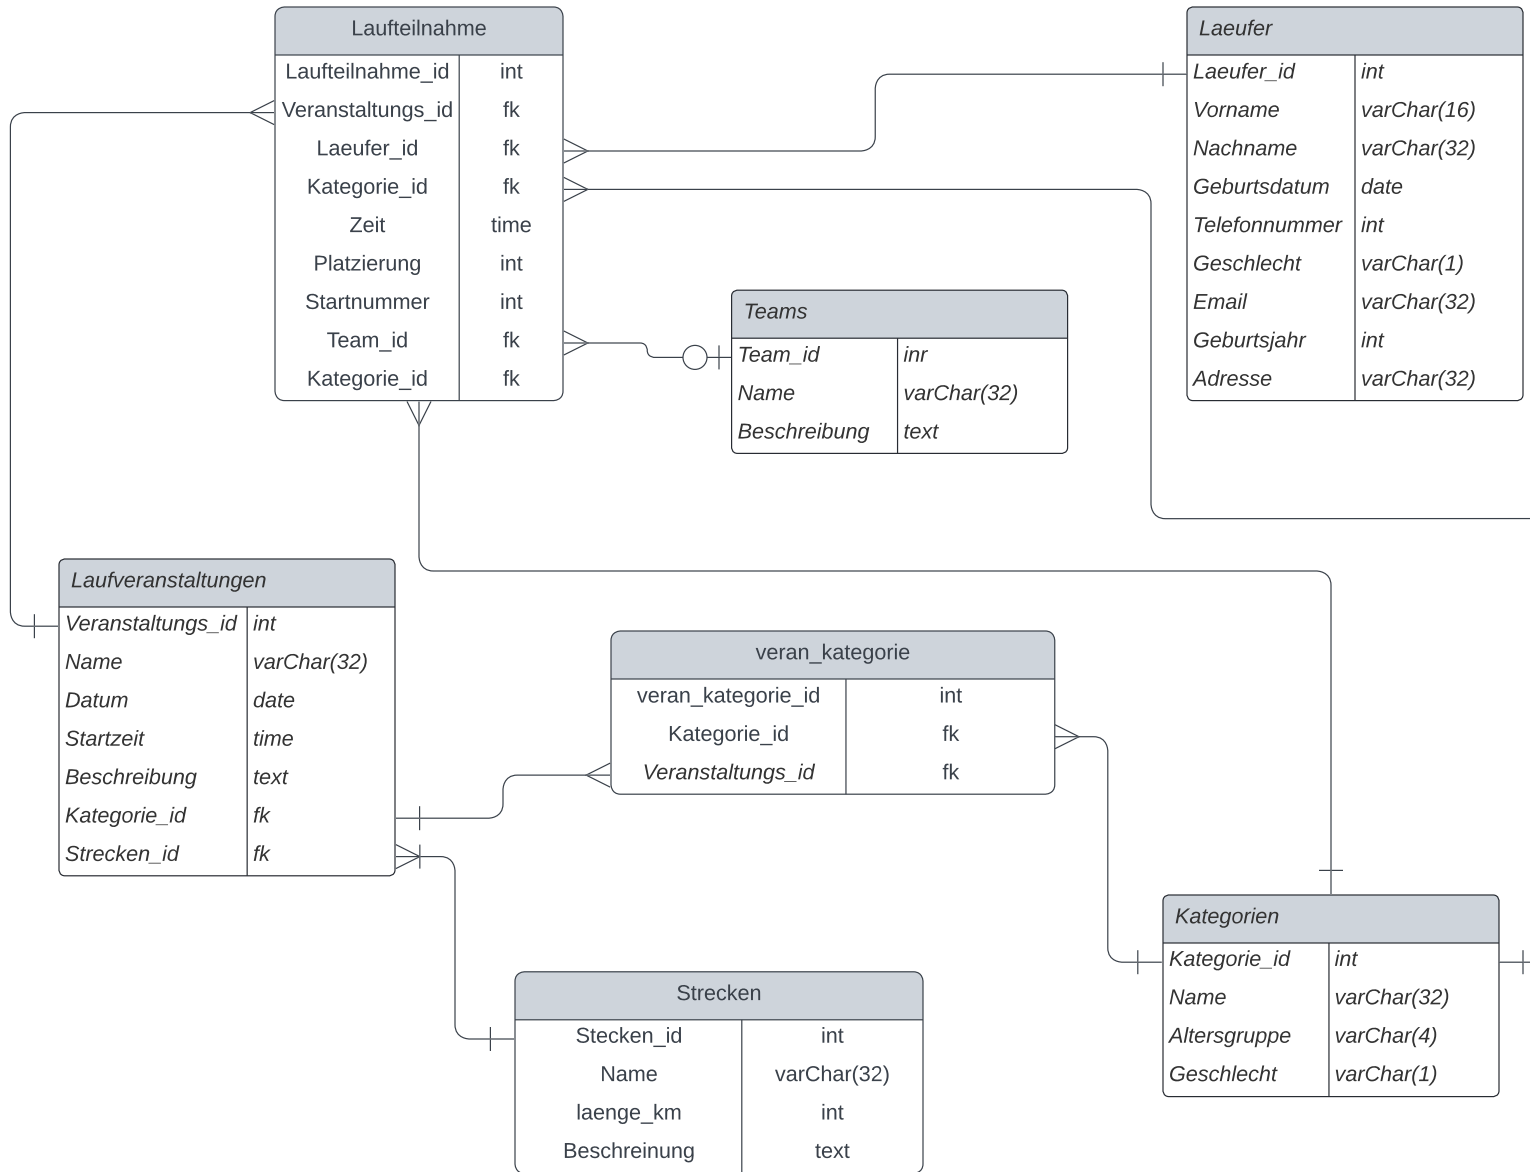 Laufteilnahme
Laufteilnahme_id int
Veranstaltungs_id fk
Laeufer_id fk
Kategorie_id fk
Zeit time
Platzierung int
Startnummer int
Team_id fk
Kategorie_id fk
Laeufer
Laeufer_id int
Vorname varChar(16)
Nachname varChar(32)
Geburtsdatum date
Telefonnummer int
Geschlecht varChar(1)
Email varChar(32)
Geburtsjahr int
Adresse varChar(32)
Teams
Team_id inr
Name varChar(32)
Beschreibung text
Laufveranstaltungen
Veranstaltungs_id int
Name varChar(32)
Datum date
Startzeit time
Beschreibung text
Kategorie_id fk
Strecken_id fk
veran_kategorie
veran_kategorie_id int
Kategorie_id fk
Veranstaltungs_id fk
Kategorien
Kategorie_id int
Name varChar(32)
Altersgruppe varChar(4)
Geschlecht varChar(1)
Strecken
Stecken_id int
Name varChar(32)
laenge_km int
Beschreinung text